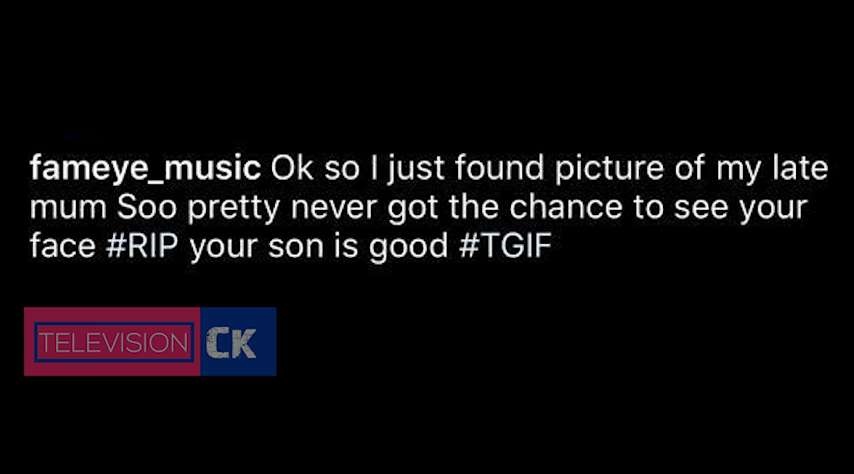 fameye_music Ok so I just found picture of my late
mum Soo pretty never got the chance to see your
face #RIP your son is good #TGIF
TELEVISION CK